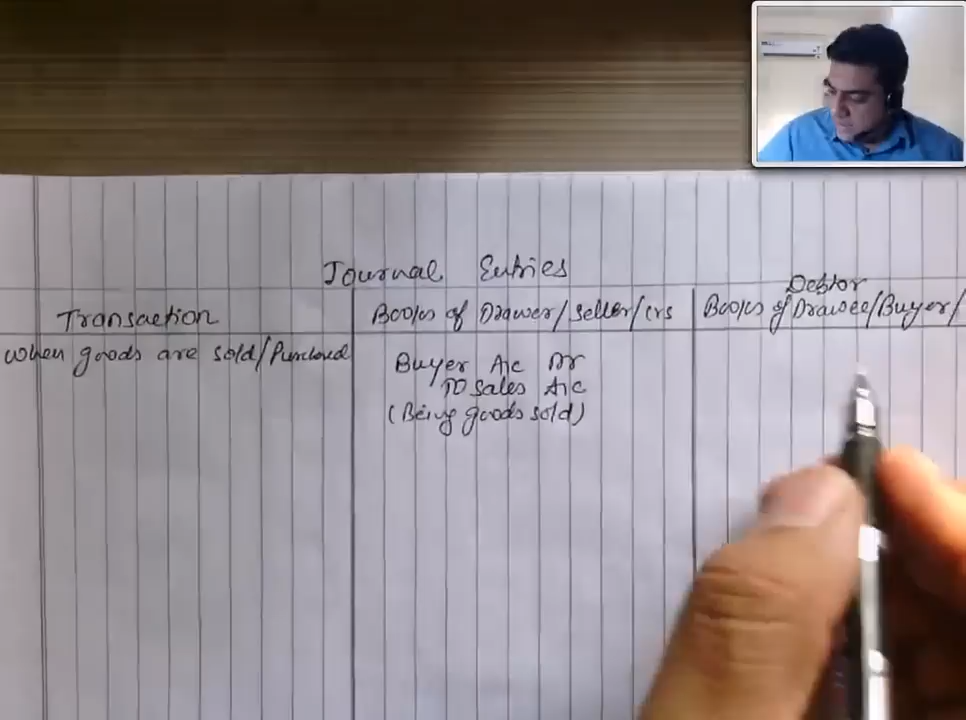 Journal Entries
Transaction
Books of Drawer/Seller/crs
Debtor
Books of Drawee/Buyer/
When goods are sold/Purchased
Buyer A/c Dr
To Sales A/c
(Being goods sold)